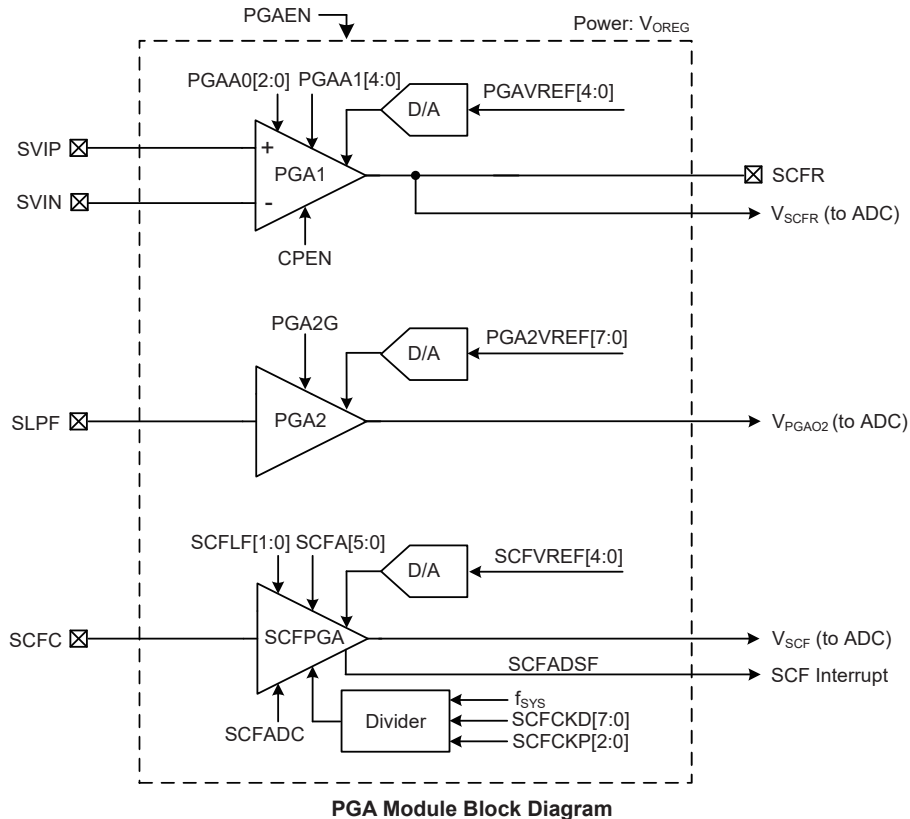 PGAEN
Power: VOREG
PGAA0[2:0] PGAA1[4:0]
D/A
PGAVREF[4:0]
SVIP
+
PGA1
SCFR
SVIN
-
VSCFR (to ADC)
CPEN
PGA2G
D/A
PGA2VREF[7:0]
SLPF
PGA2
VPGAO2 (to ADC)
SCFLF[1:0] SCFA[5:0]
D/A
SCFVREF[4:0]
SCFC
SCFPGA
VSCF (to ADC)
SCFADSF
SCF Interrupt
SCFADC
Divider
fSYS
SCFCKD[7:0]
SCFCKP[2:0]
PGA Module Block Diagram